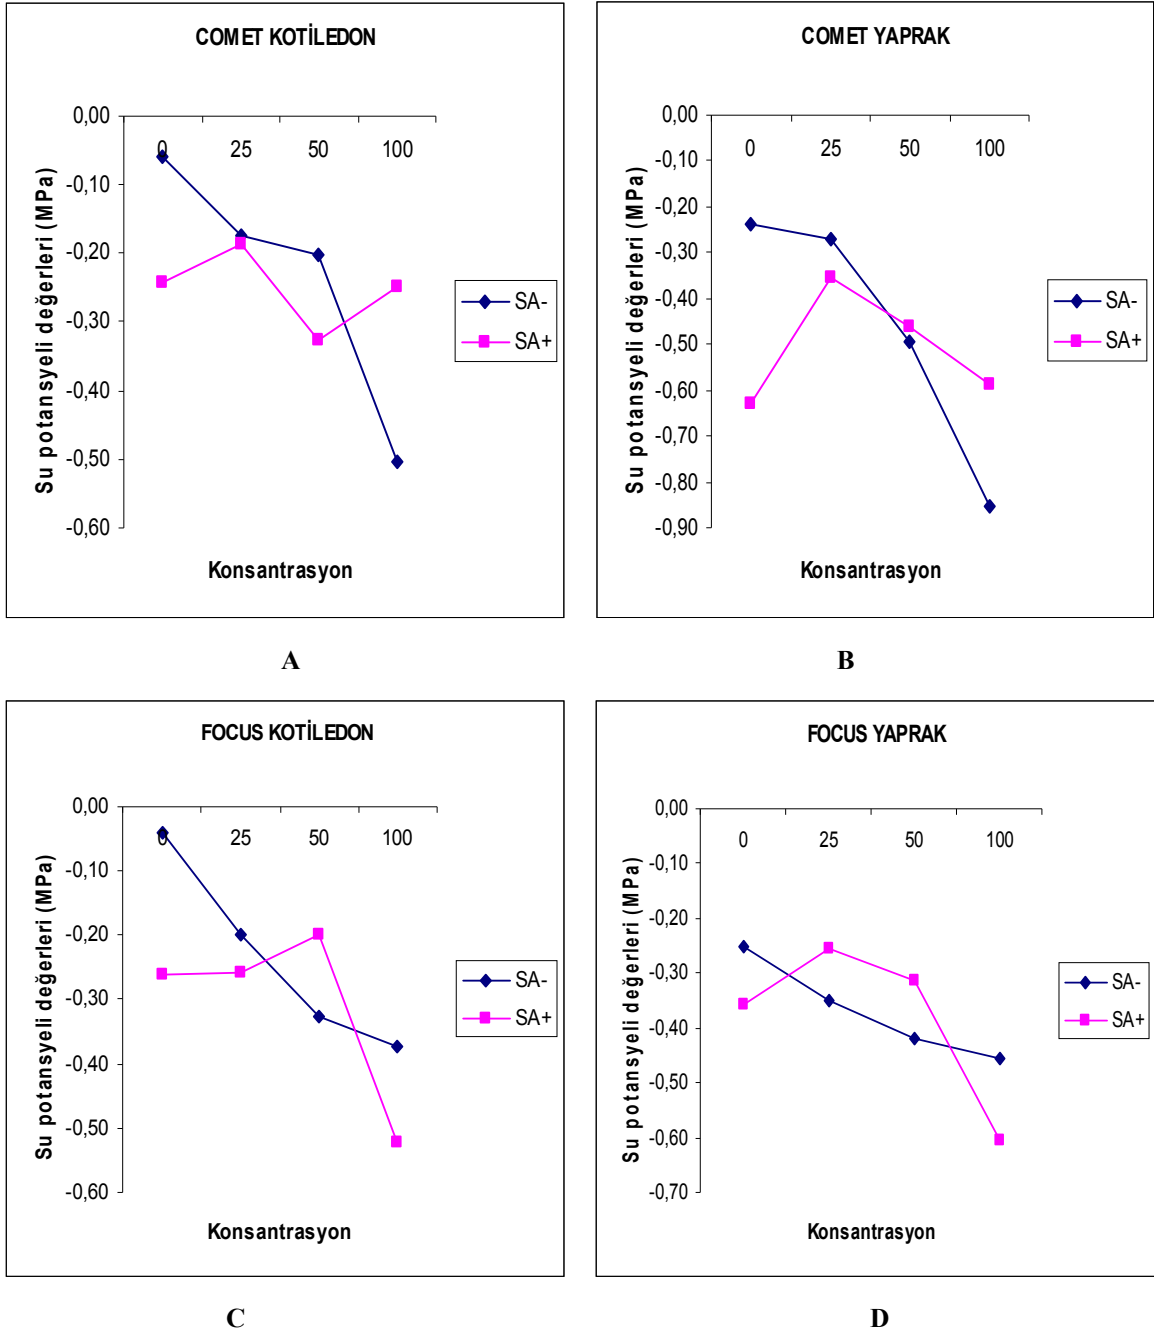 COMET KOTİLEDON
0,00
0 25 50 100
-0,10
-0,20
-0,30
-0,40
-0,50
-0,60
Su potansyeli değerleri (MPa)
SA-
SA+
Konsantrasyon
A
COMET YAPRAK
0,00
0 25 50 100
-0,10
-0,20
-0,30
-0,40
-0,50
-0,60
-0,70
-0,80
-0,90
Su potansyeli değerleri (MPa)
SA-
SA+
Konsantrasyon
B
FOCUS KOTİLEDON
0,00
0 25 50 100
-0,10
-0,20
-0,30
-0,40
-0,50
-0,60
Su potansyeli değerleri (MPa)
SA-
SA+
Konsantrasyon
C
FOCUS YAPRAK
0,00
0 25 50 100
-0,10
-0,20
-0,30
-0,40
-0,50
-0,60
-0,70
Su potansyeli değerleri (MPa)
SA-
SA+
Konsantrasyon
D